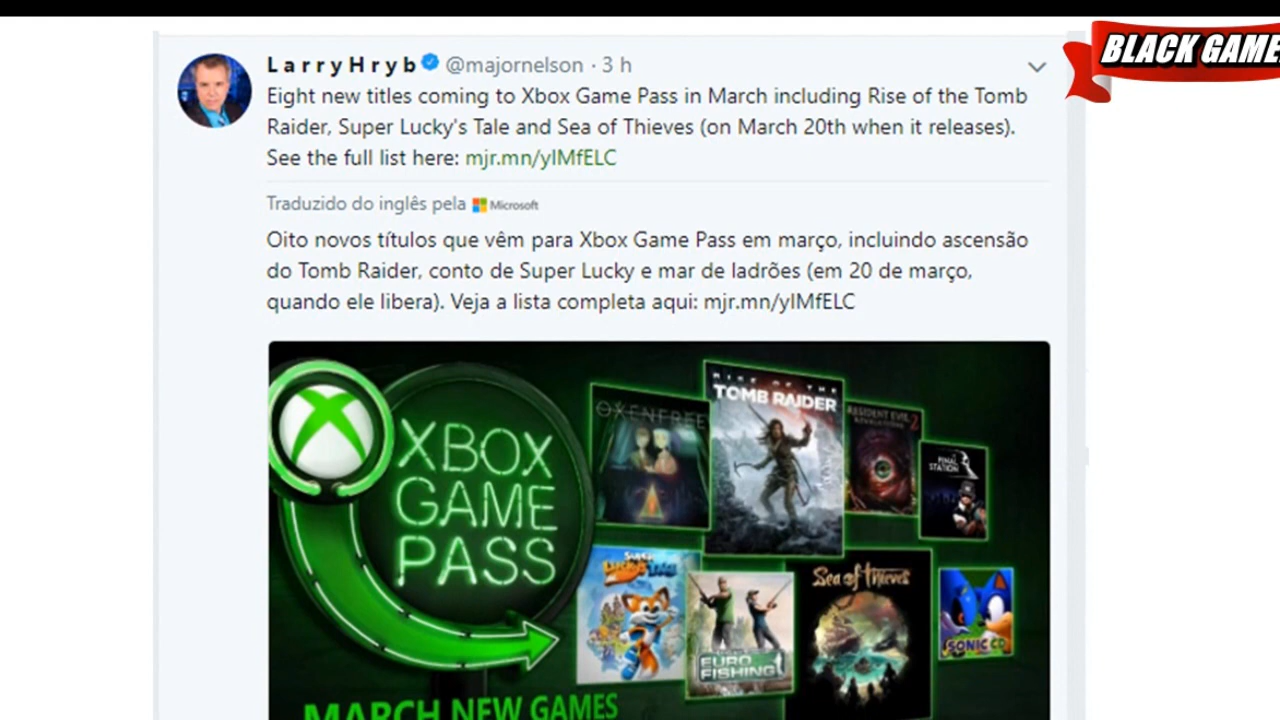 BLACK GAME
LarryHryb @majornelson · 3 h
Eight new titles coming to Xbox Game Pass in March including Rise of the Tomb
Raider, Super Lucky's Tale and Sea of Thieves (on March 20th when it releases).
See the full list here: mjr.mn/yIMfELC
Traduzido do inglês pela Microsoft
Oito novos títulos que vêm para Xbox Game Pass em março, incluindo ascensão
do Tomb Raider, conto de Super Lucky e mar de ladrões (em 20 de março,
quando ele libera). Veja a lista completa aqui: mjr.mn/yIMfELC
XBOX
GAME
PASS
OXENFREE
RISE OF THE
TOMB RAIDER
RESIDENT EVIL
REVELATIONS 2
FINAL
STATION
SUPER
LUCKY'S TALE
EURO
FISHING
Sea of Thieves
SONIC CD
MARCH NEW GAMES